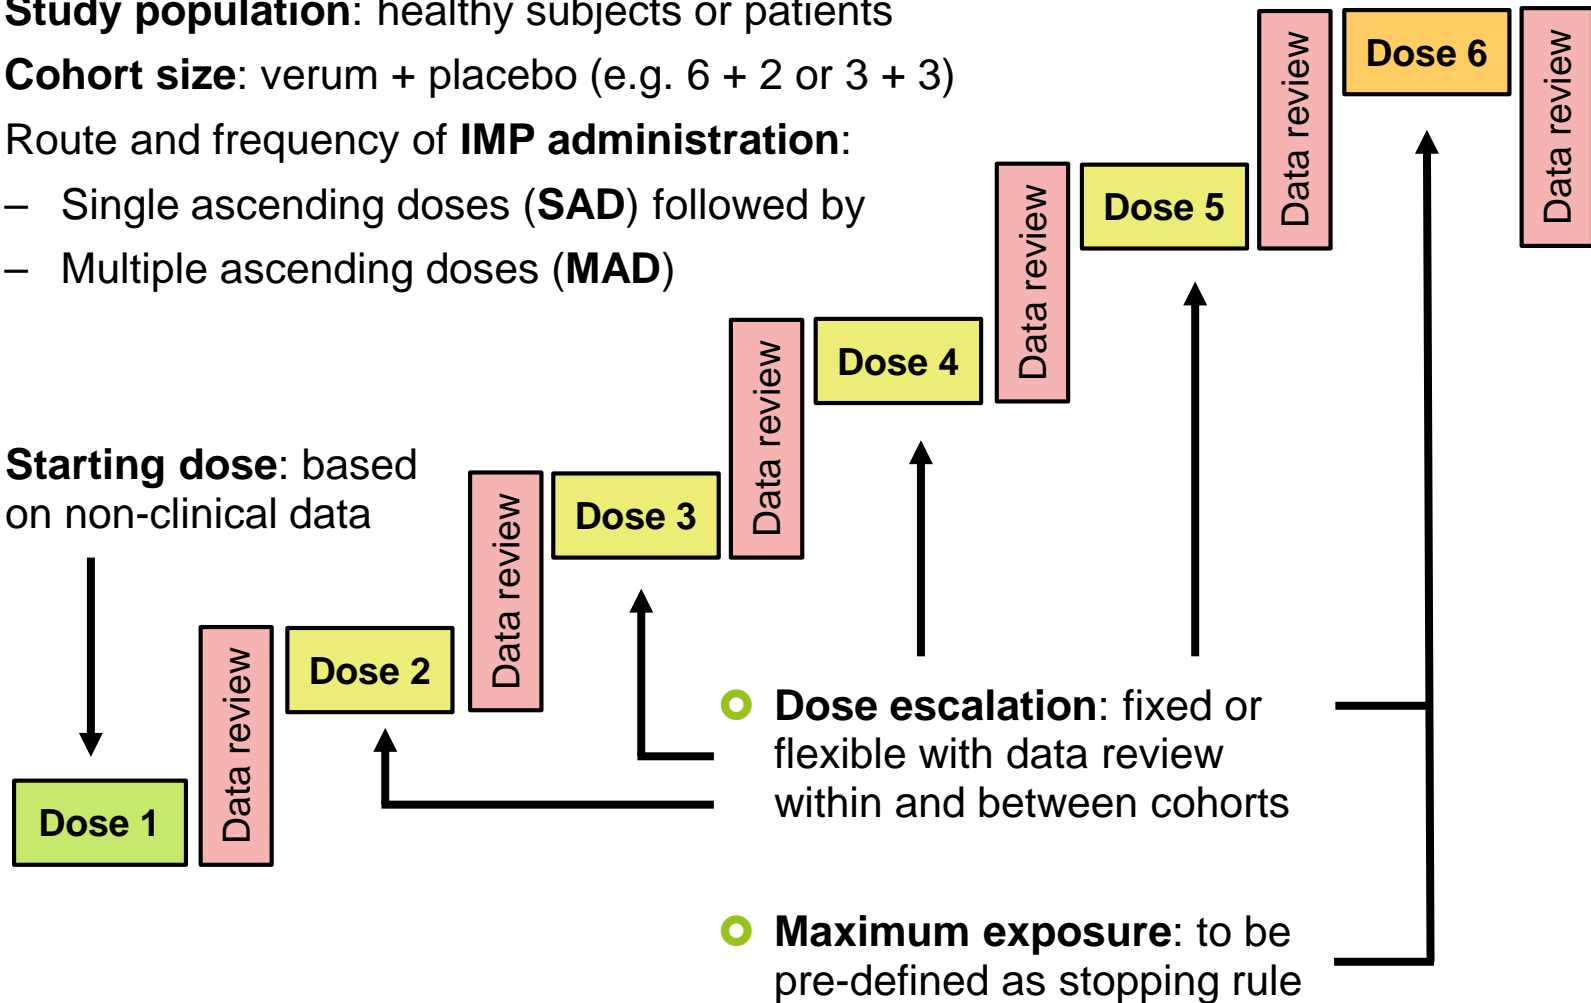 Study population: healthy subjects or patients
Cohort size: verum + placebo (e.g. 6 + 2 or 3 + 3)
Route and frequency of IMP administration:
– Single ascending doses (SAD) followed by
– Multiple ascending doses (MAD)
Starting dose: based
on non-clinical data
Dose 1
Data review
Dose 2
Data review
Dose 3
Data review
Dose 4
Data review
Dose 5
Data review
Dose 6
Data review
Dose escalation: fixed or
flexible with data review
within and between cohorts
Maximum exposure: to be
pre-defined as stopping rule